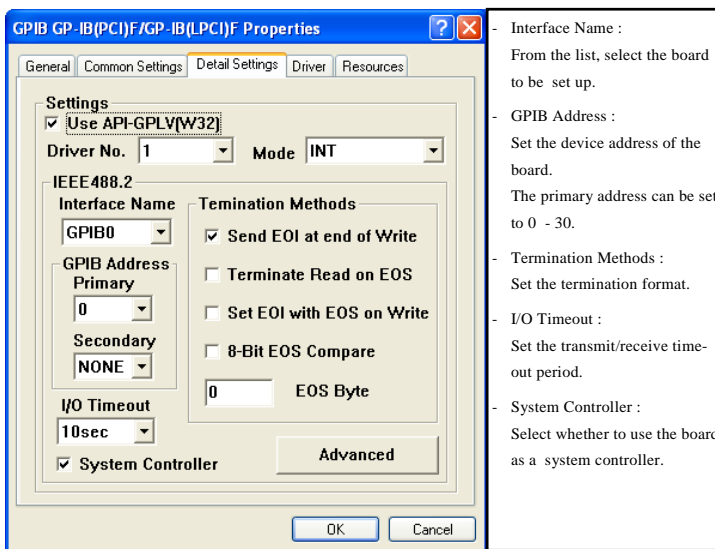 GPIB GP-IB(PCI)F/GP-IB(LPCI)F Properties
General Common Settings Detail Settings Driver Resources
Settings
Use API-GPLV(W32)
Driver No. 1 Mode INT
IEEE488.2
Interface Name
GPIB0
GPIB Address
Primary
0
Secondary
NONE
I/O Timeout
10sec
System Controller
Temination Methods
Send EOI at end of Write
Terminate Read on EOS
Set EOI with EOS on Write
8-Bit EOS Compare
0 EOS Byte
Advanced
OK Cancel
- Interface Name :
From the list, select the board
to be set up.
- GPIB Address :
Set the device address of the
board.
The primary address can be set
to 0 - 30.
- Termination Methods :
Set the termination format.
- I/O Timeout :
Set the transmit/receive time-
out period.
- System Controller :
Select whether to use the board
as a system controller.